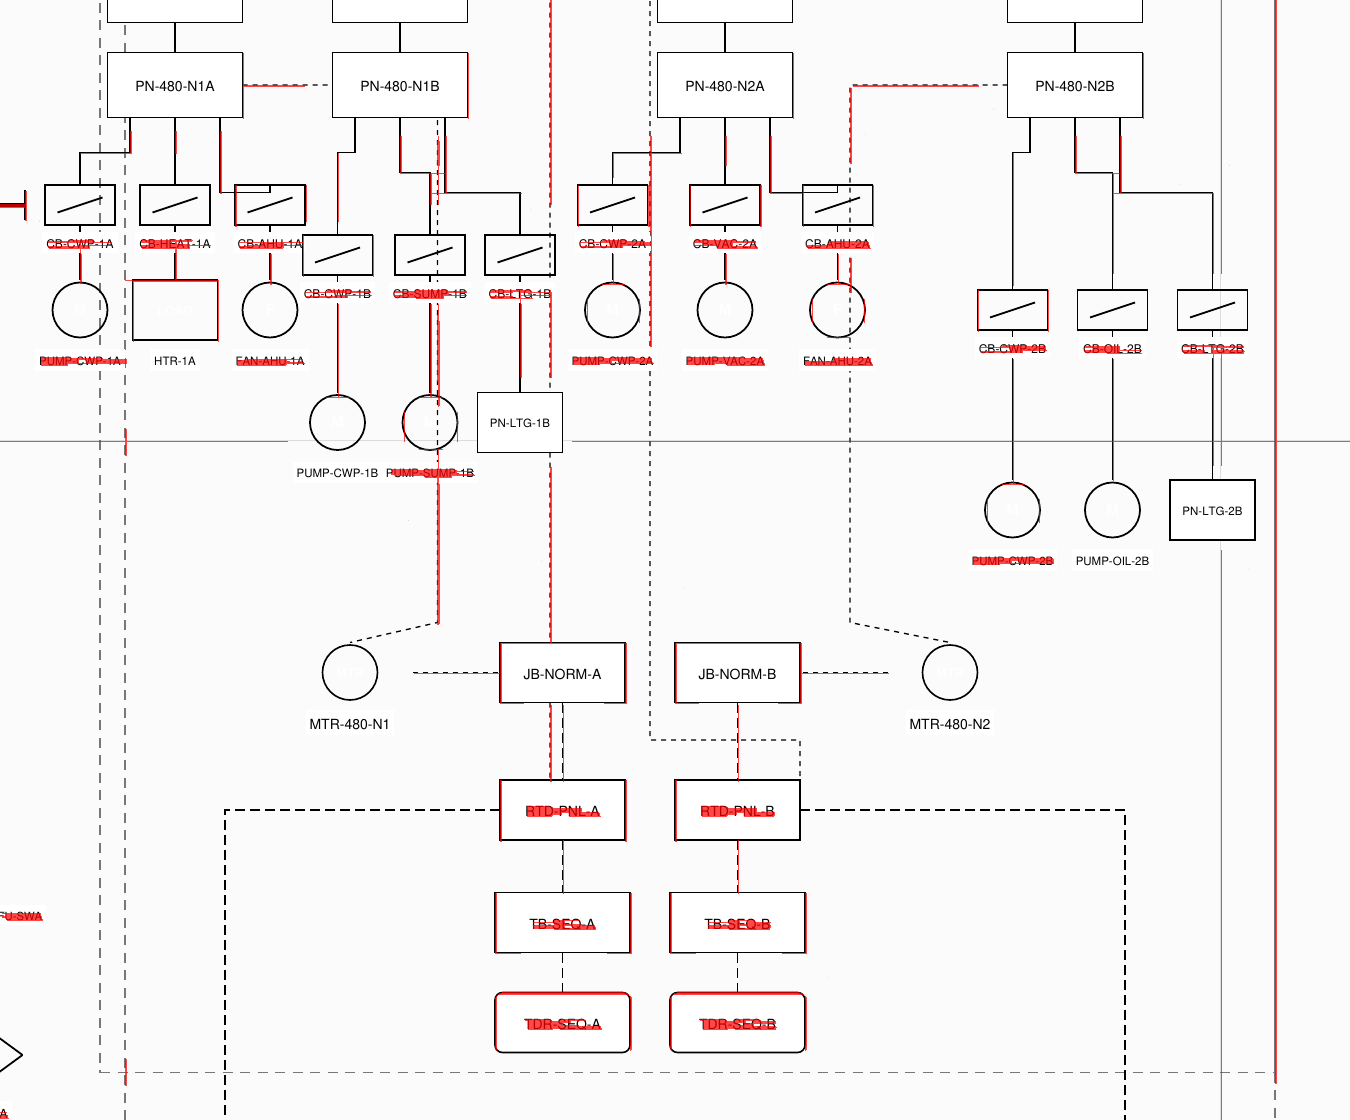 PN-480-N1A PN-480-N1B PN-480-N2A PN-480-N2B
CB-CWP-1A CB-HEAT-1A CB-AHU-1A CB-CWP-2A CB-VAC-2A CB-AHU-2A
CB-CWP-1B CB-SUMP-1B CB-LTG-1B
CB-CWP-2B CB-OIL-2B CB-LTG-2B
PUMP-CWP-1A HTR-1A FAN-AHU-1A PUMP-CWP-2A PUMP-VAC-2A FAN-AHU-2A
PN-LTG-1B
PUMP-CWP-1B PUMP-SUMP-1B
PN-LTG-2B
PUMP-CWP-2B PUMP-OIL-2B
JB-NORM-A JB-NORM-B
MTR-480-N1 MTR-480-N2
RTD-PNL-A RTD-PNL-B
FU-SWA
TB-SEQ-A TB-SEQ-B
TDR-SEQ-A TDR-SEQ-B